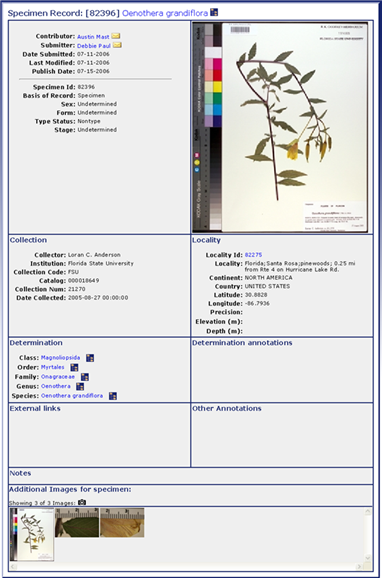 Specimen Record: [82396] Oenothera grandiflora
Contributor: Austin Mast
Submitter: Debbie Paul
Date Submitted: 07-11-2006
Last Modified: 07-11-2006
Publish Date: 07-15-2006
Specimen Id: 82396
Basis of Record: Specimen
Sex: Undetermined
Form: Undetermined
Type Status: Nontype
Stage: Undetermined
Collection
Collector: Loran C. Anderson
Institution: Florida State University
Collection Code: FSU
Catalog: 000018649
Collection Num: 21270
Date Collected: 2005-08-27 00:00:00
Locality
Locality Id: 82275
Locality: Florida;Santa Rosa;pinewoods; 0.25 mi
from Rte 4 on Hurricane Lake Rd.
Continent: NORTH AMERICA
Country: UNITED STATES
Latitude: 30.8828
Longitude: -86.7936
Precision:
Elevation (m):
Depth (m):
Determination
Class: Magnoliopsida
Order: Myrtales
Family: Onagraceae
Genus: Oenothera
Species: Oenothera grandiflora
Determination annotations
External links
Other Annotations
Notes
Additional Images for specimen:
Showing 3 of 3 Images: